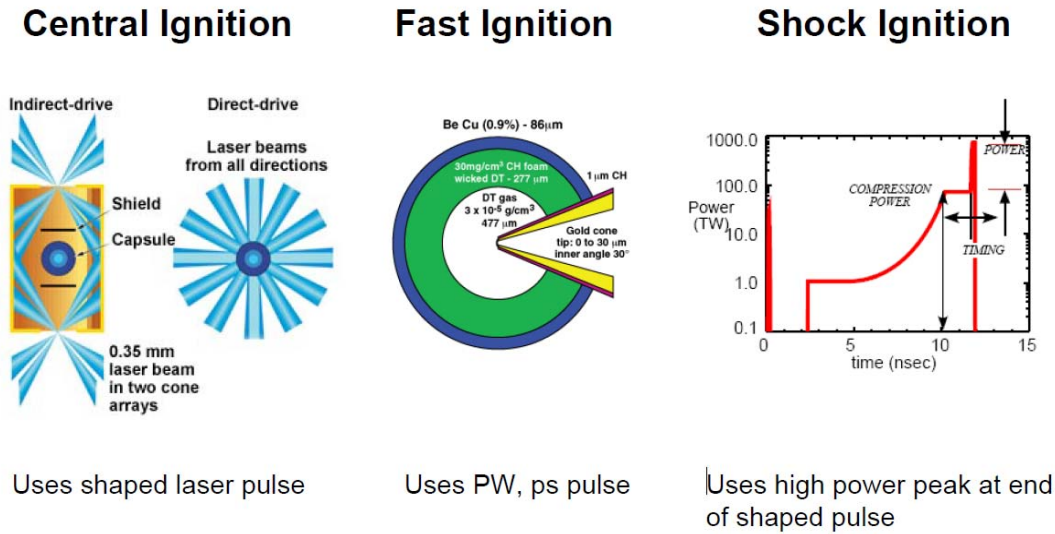 Central Ignition
Fast Ignition
Shock Ignition
Indirect-drive
Direct-drive
Laser beams
from all directions
Shield
Capsule
0.35 mm
laser beam
in two cone
arrays
Be Cu (0.9%) - 86μm
30mg/cm³ CH foam
wicked DT - 277 μm
1 μm CH
DT gas
3 x 10⁻⁵ g/cm³
477 μm
Gold cone
tip: 0 to 30 μm
inner angle 30°
1000.0
100.0
10.0
1.0
0.1
Power
(TW)
COMPRESSION
POWER
POWER
TIMING
0
5
10
15
time (nsec)
Uses shaped laser pulse
Uses PW, ps pulse
Uses high power peak at end
of shaped pulse